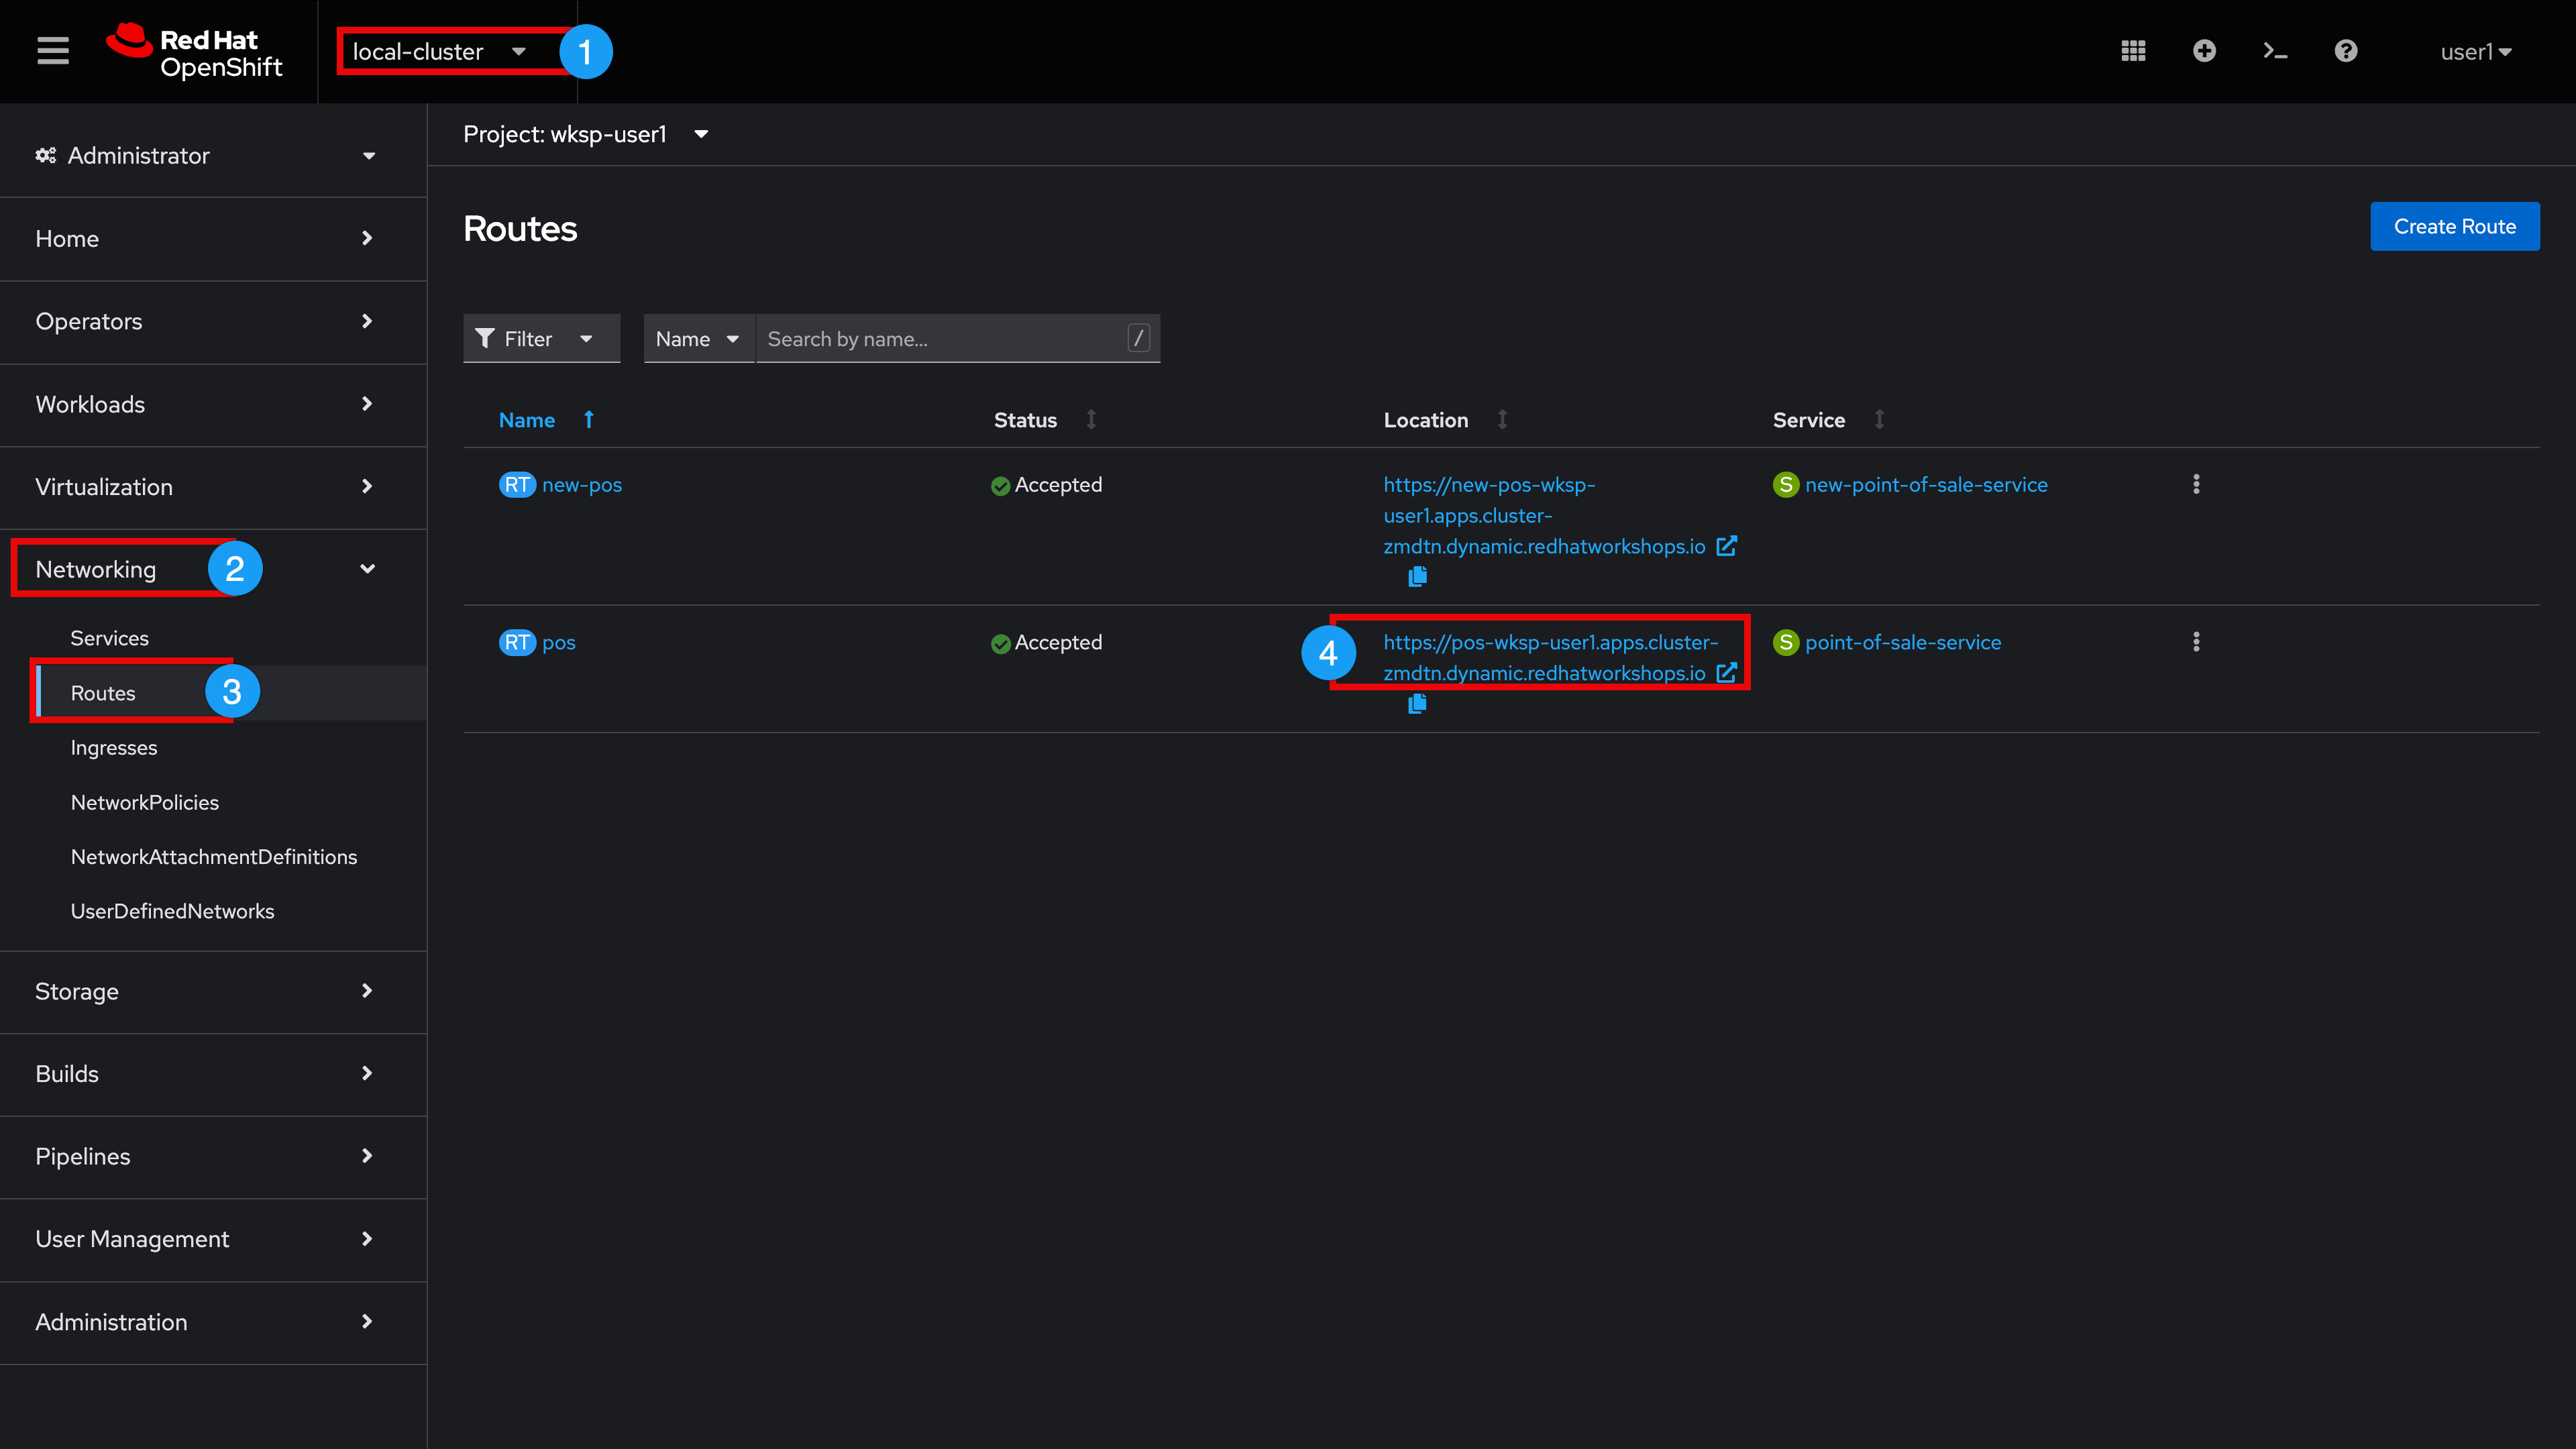 Red Hat
OpenShift
local-cluster
1
user1
Administrator
Home
Operators
Workloads
Virtualization
Networking
2
Services
Routes
3
Ingresses
NetworkPolicies
NetworkAttachmentDefinitions
UserDefinedNetworks
Storage
Builds
Pipelines
User Management
Administration
Project: wksp-user1
Routes
Create Route
Filter
Name
Search by name...
/
Name
Status
Location
Service
RT new-pos
Accepted
https://new-pos-wksp-
user1.apps.cluster-
zmdtn.dynamic.redhatworkshops.io
S new-point-of-sale-service
RT pos
Accepted
4
https://pos-wksp-user1.apps.cluster-
zmdtn.dynamic.redhatworkshops.io
S point-of-sale-service